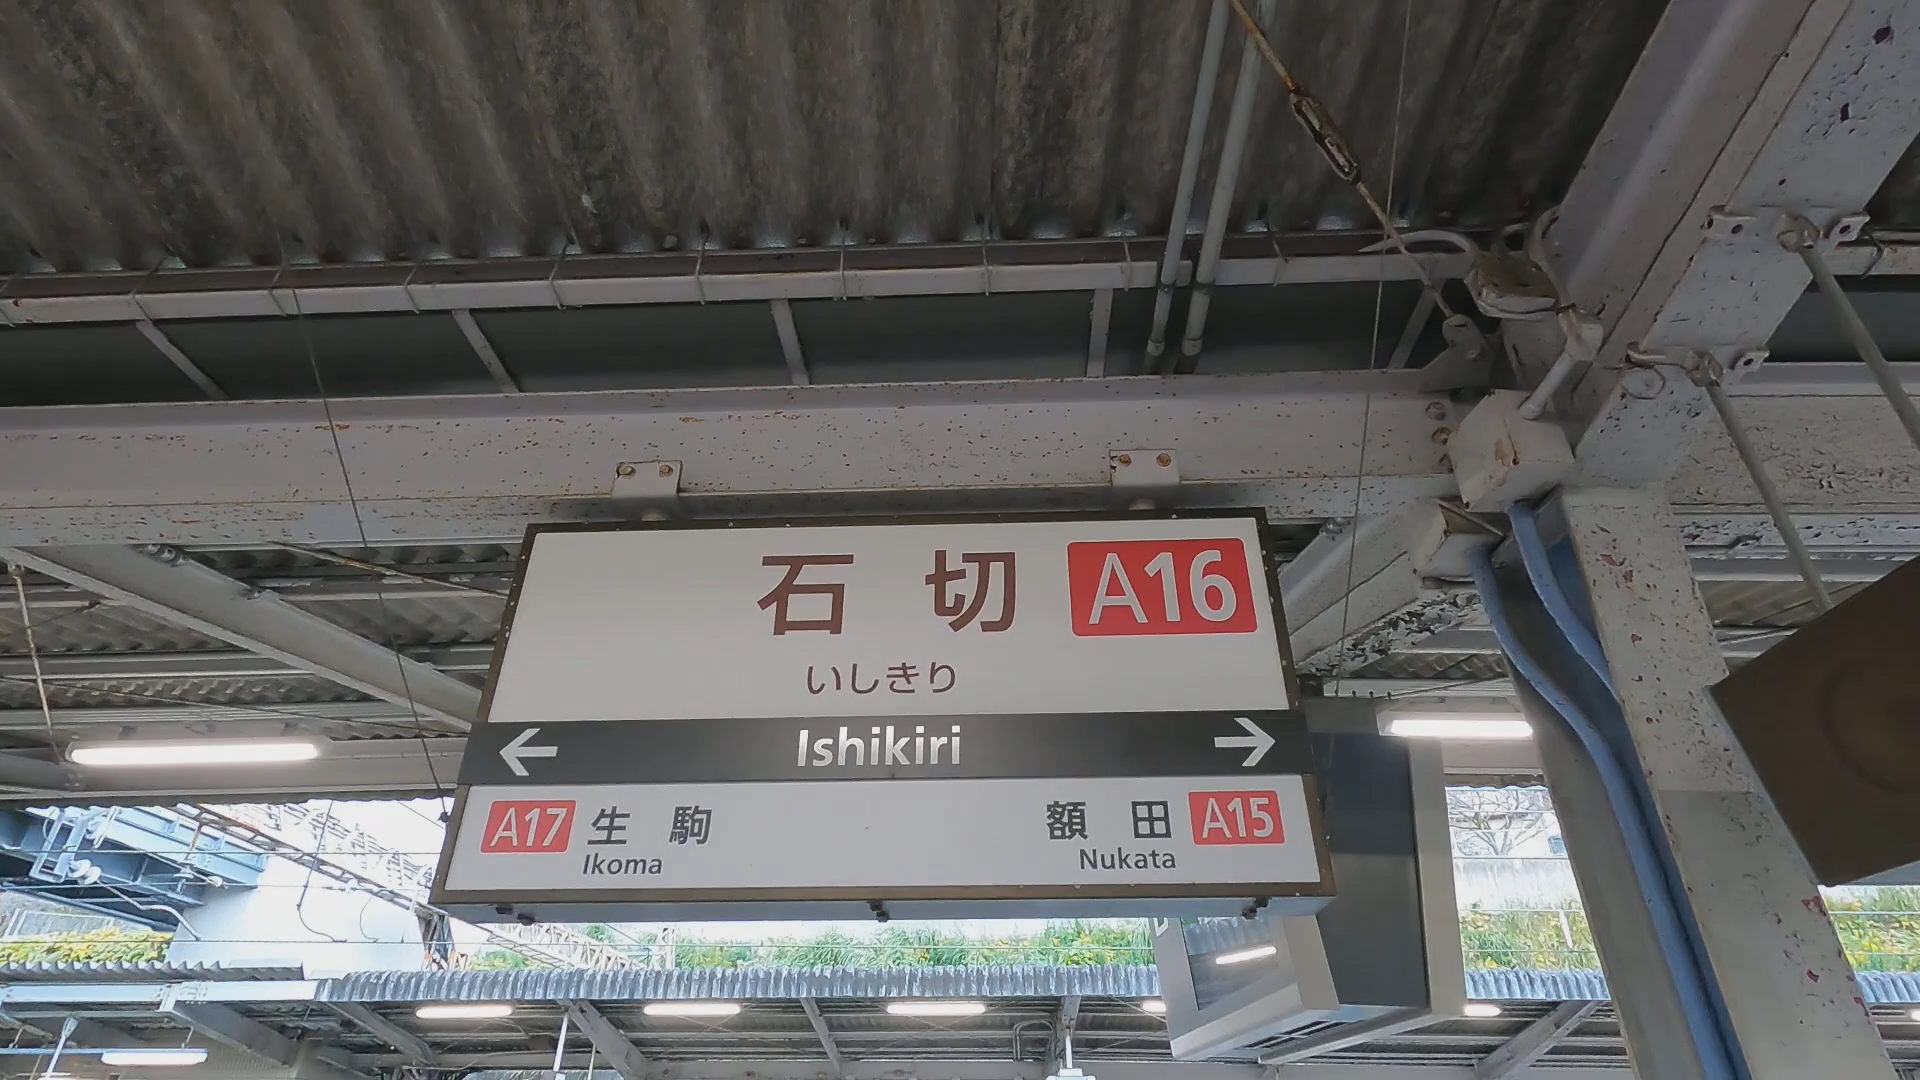 石切 A16
いしきり
← Ishikiri →
A17 生駒 額田 A15
Ikoma Nukata